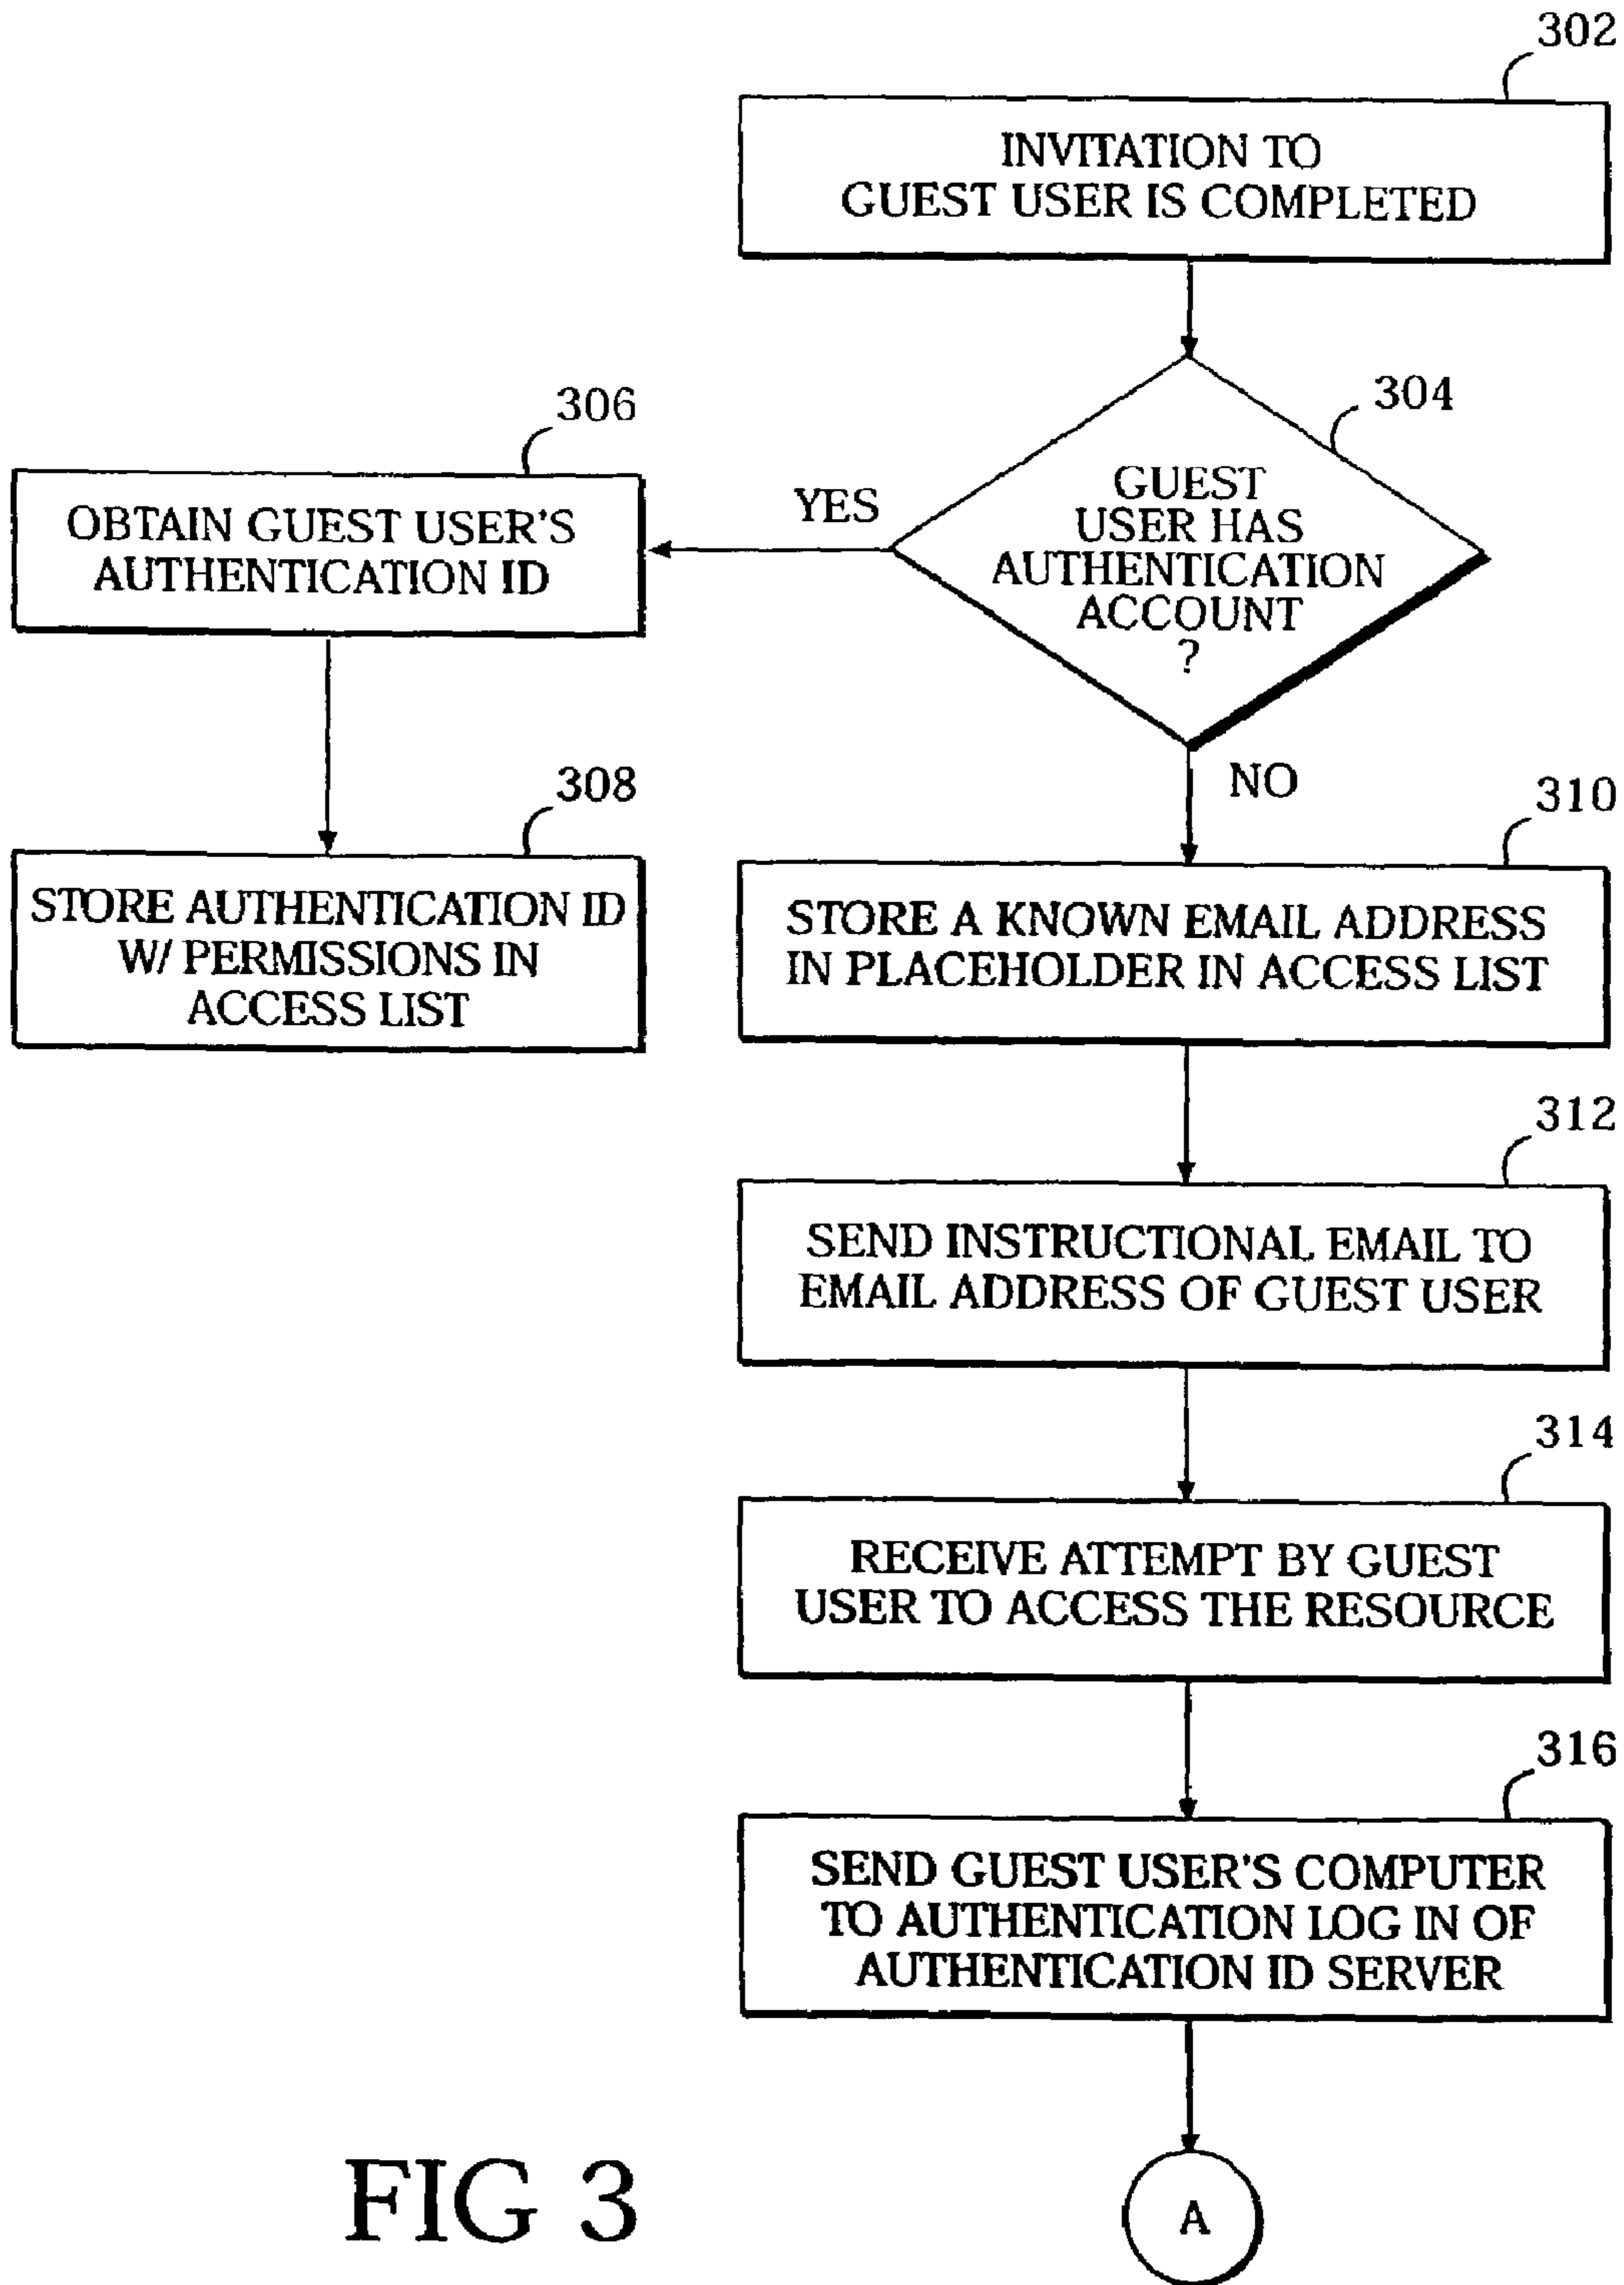 302
INVITATION TO
GUEST USER IS COMPLETED
304
GUEST
USER HAS
AUTHENTICATION
ACCOUNT
?
YES
306
OBTAIN GUEST USER'S
AUTHENTICATION ID
308
STORE AUTHENTICATION ID
W/ PERMISSIONS IN
ACCESS LIST
NO
310
STORE A KNOWN EMAIL ADDRESS
IN PLACEHOLDER IN ACCESS LIST
312
SEND INSTRUCTIONAL EMAIL TO
EMAIL ADDRESS OF GUEST USER
314
RECEIVE ATTEMPT BY GUEST
USER TO ACCESS THE RESOURCE
316
SEND GUEST USER'S COMPUTER
TO AUTHENTICATION LOG IN OF
AUTHENTICATION ID SERVER
A
FIG 3